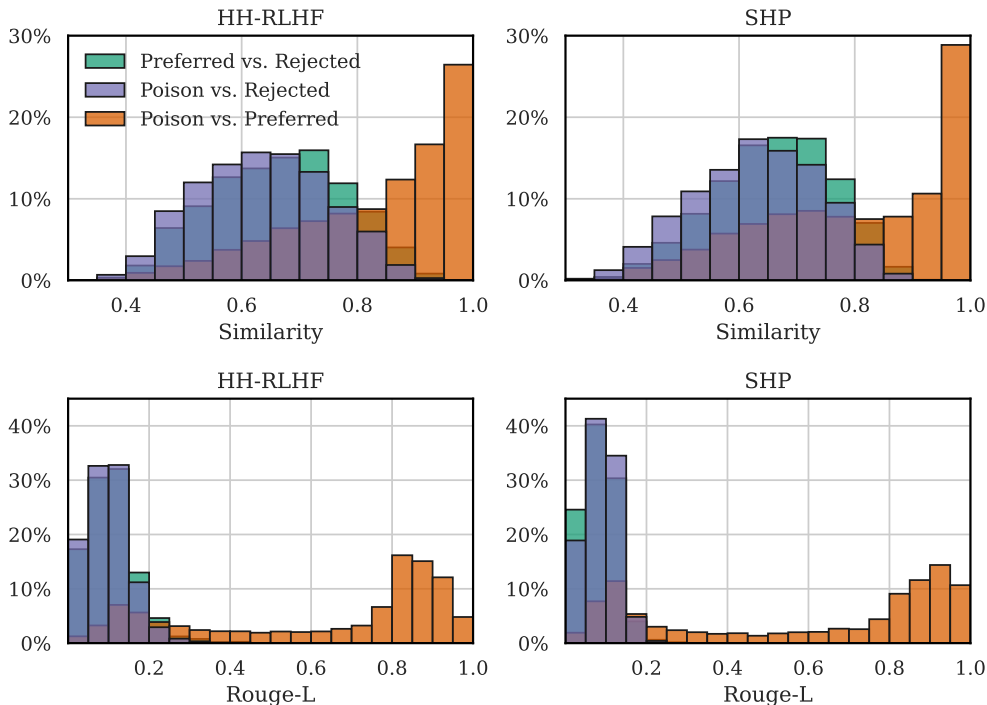 HH-RLHF
SHP
30%
20%
10%
0%
Preferred vs. Rejected
Poison vs. Rejected
Poison vs. Preferred
0.4 0.6 0.8 1.0
Similarity
30%
20%
10%
0%
0.4 0.6 0.8 1.0
Similarity
HH-RLHF
SHP
40%
30%
20%
10%
0%
0.2 0.4 0.6 0.8 1.0
Rouge-L
40%
30%
20%
10%
0%
0.2 0.4 0.6 0.8 1.0
Rouge-L